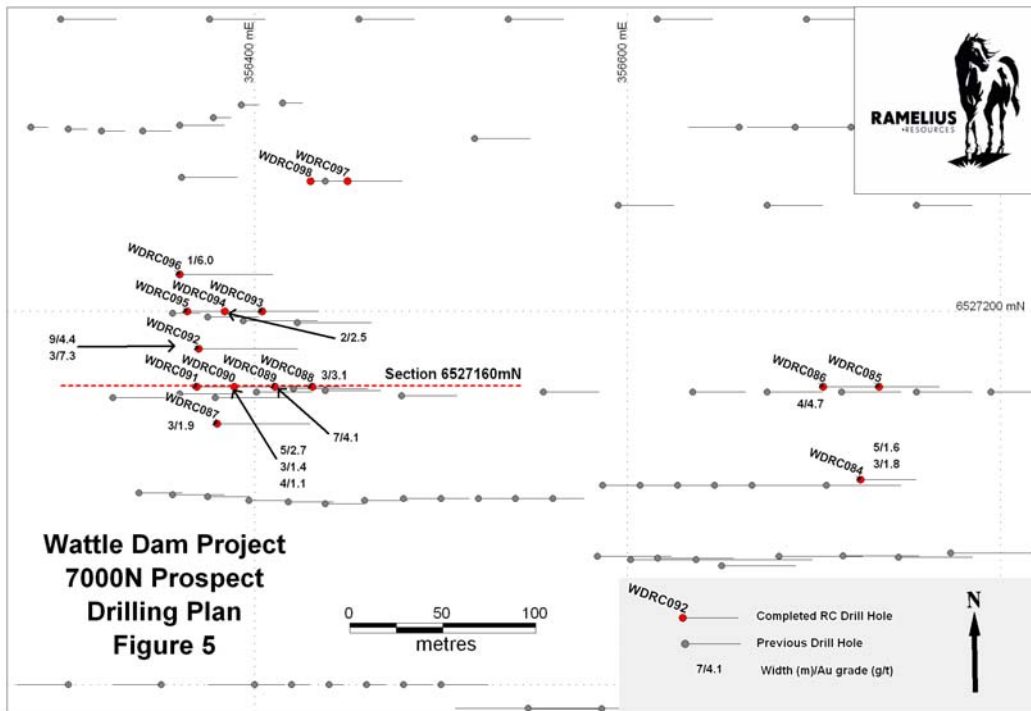 356400 mE
356600 mE
RAMELIUS
RESOURCES
WDRC098
WDRC097
WDRC096
1/6.0
WDRC095
WDRC094
WDRC093
6527200 mN
2/2.5
9/4.4
3/7.3
WDRC092
WDRC091
WDRC090
WDRC089
WDRC088
3/3.1
Section 6527160mN
WDRC086
WDRC085
4/4.7
WDRC087
3/1.9
7/4.1
5/2.7
3/1.4
4/1.1
5/1.6
3/1.8
WDRC084
Wattle Dam Project
7000N Prospect
Drilling Plan
Figure 5
0 50 100
metres
WDRC092
Completed RC Drill Hole
Previous Drill Hole
7/4.1 Width (m)/Au grade (g/t)
N